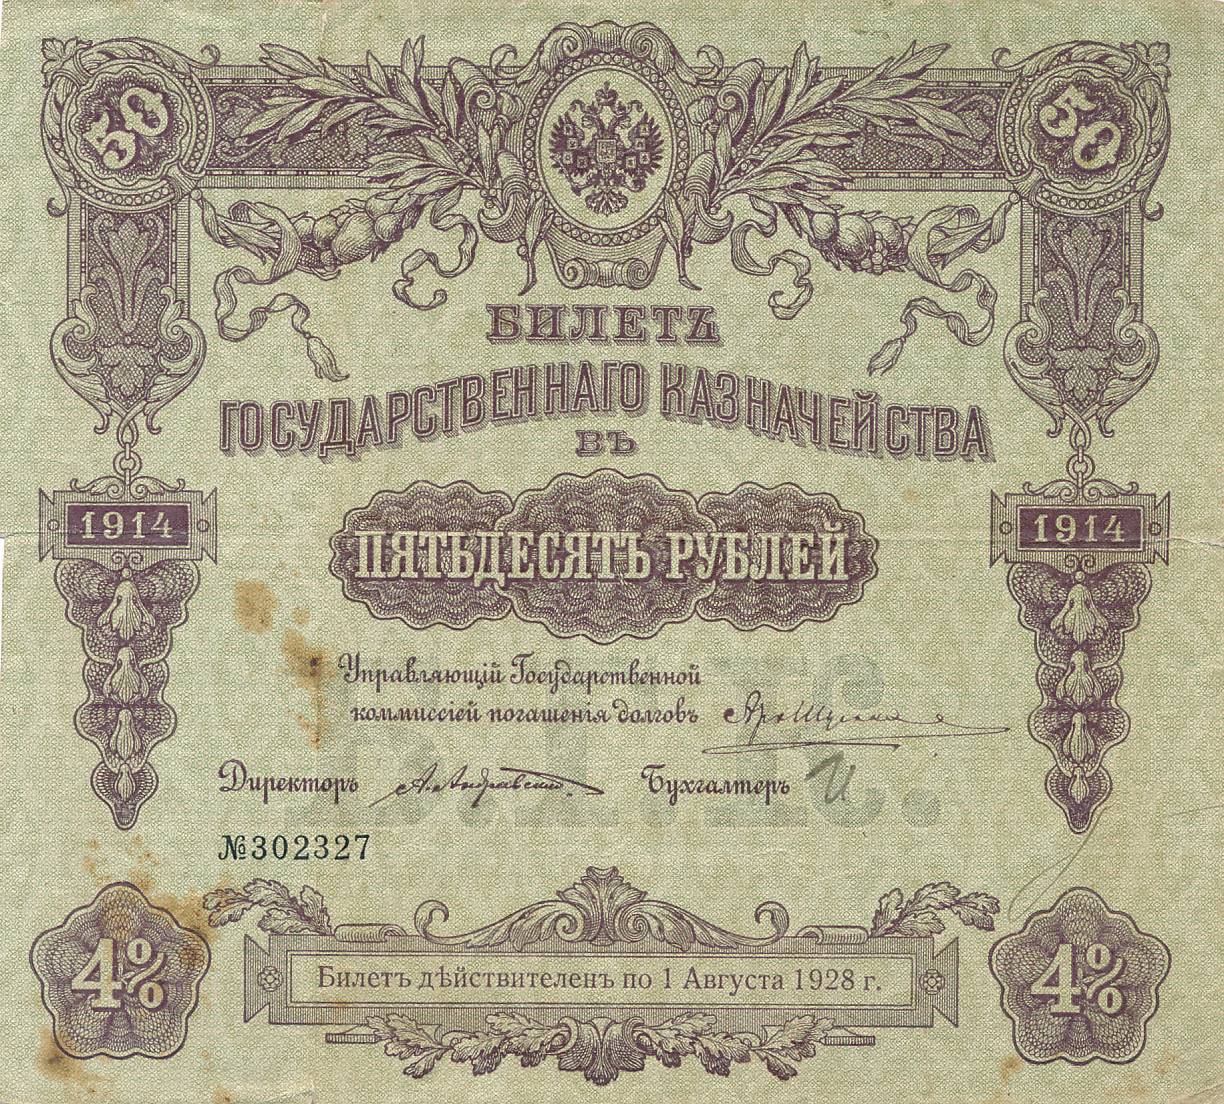 50 50
БИЛЕТЪ
ГОСУДАРСТВЕННАГО КАЗНАЧЕЙСТВА
ВЪ
1914 1914
ПЯТЬДЕСЯТЪ РУБЛЕЙ
Управляющій Государственной
коммиссіей погашенія долговъ
Директоръ Бухгалтеръ
№302327
4% 4%
Билетъ дѣйствителенъ по 1 Августа 1928 г.